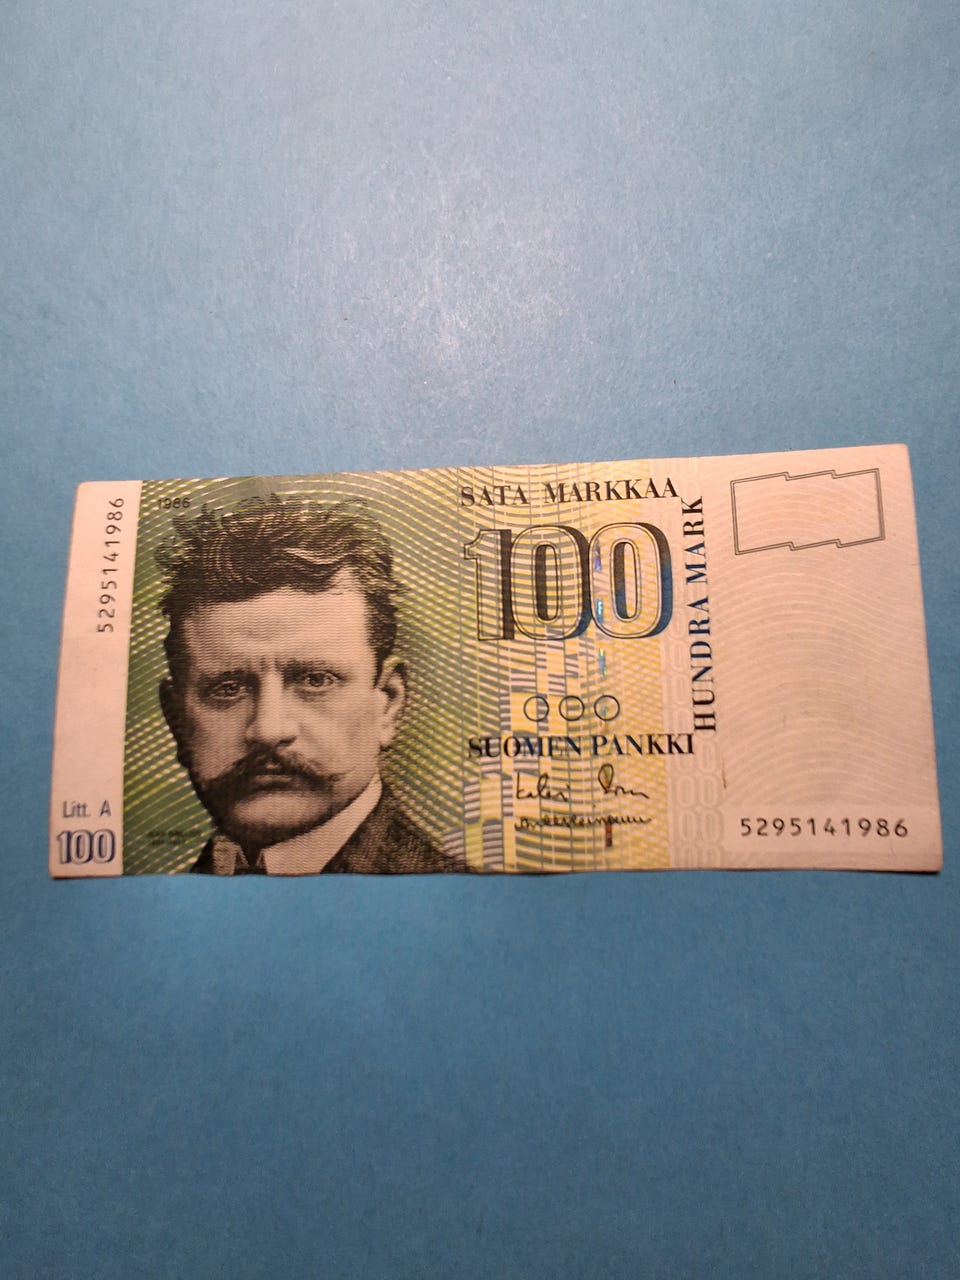 5295141986
1986
SATA MARKKAA
100
HUNDRA MARK
SUOMEN PANKKI
Litt. A
100
5295141986